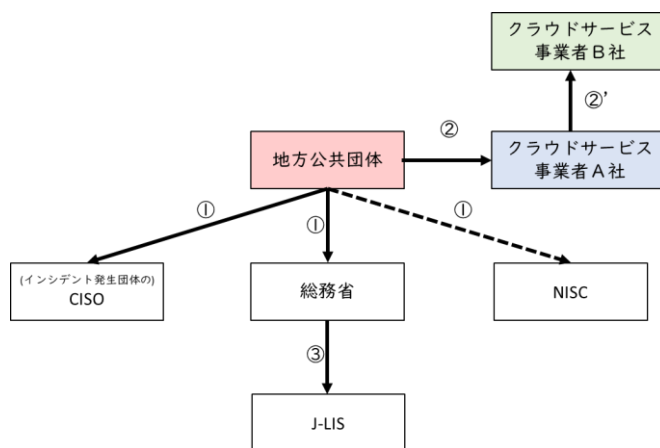 クラウドサービス
事業者B社
②’
②
地方公共団体
クラウドサービス
事業者A社
①
①
①
(インシデント発生団体の)
CISO
総務省
NISC
③
J-LIS